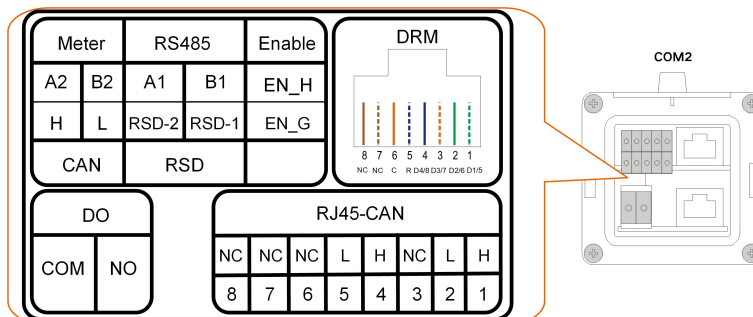 Meter RS485 Enable
A2 B2 A1 B1 EN_H
H L RSD-2 RSD-1 EN_G
CAN RSD
DRM
8 7 6 5 4 3 2 1
NC NC C R D4/8 D3/7 D2/6 D1/5
COM2
DO
COM NO
RJ45-CAN
NC NC NC L H NC L H
8 7 6 5 4 3 2 1